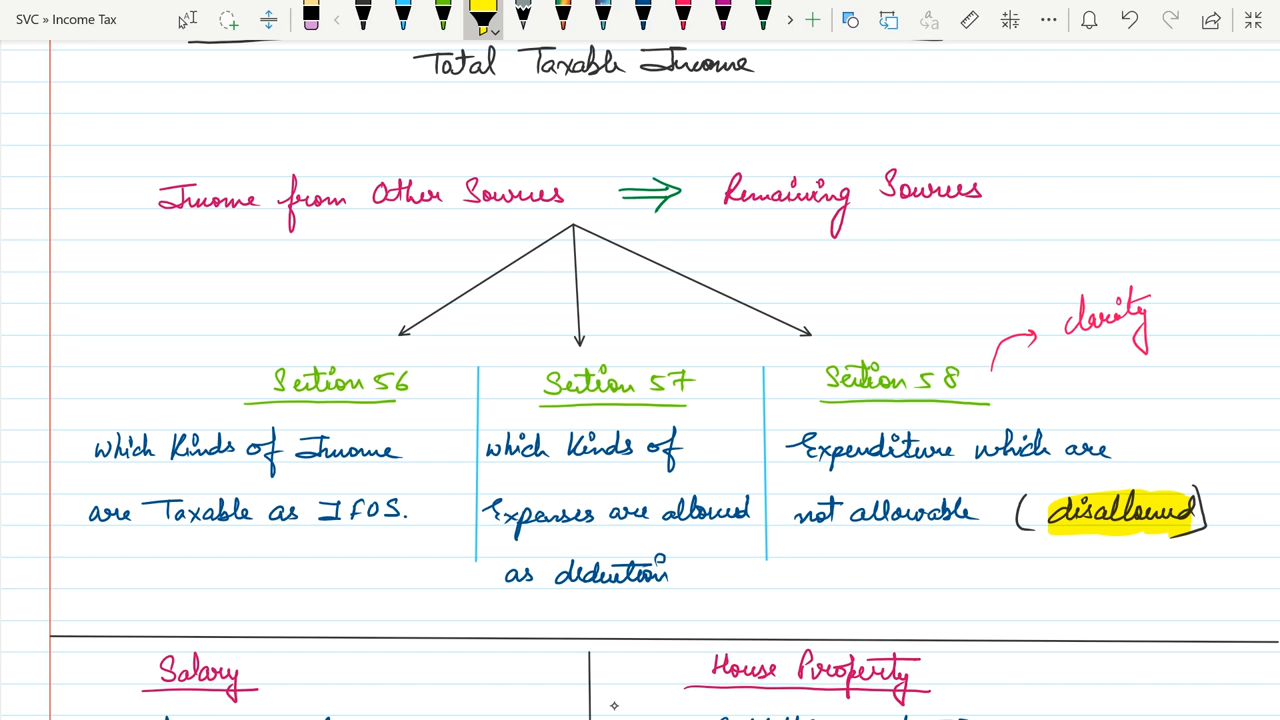 SVC » Income Tax
Total Taxable Income
Income from Other Sources ⇒ Remaining Sources
clarity
Section 56
Section 57
Section 58
which kinds of Income
are Taxable as IFOS.
which kinds of
Expenses are allowed
as deduction
Expenditure which are
not allowable (disallowed)
Salary
House Property